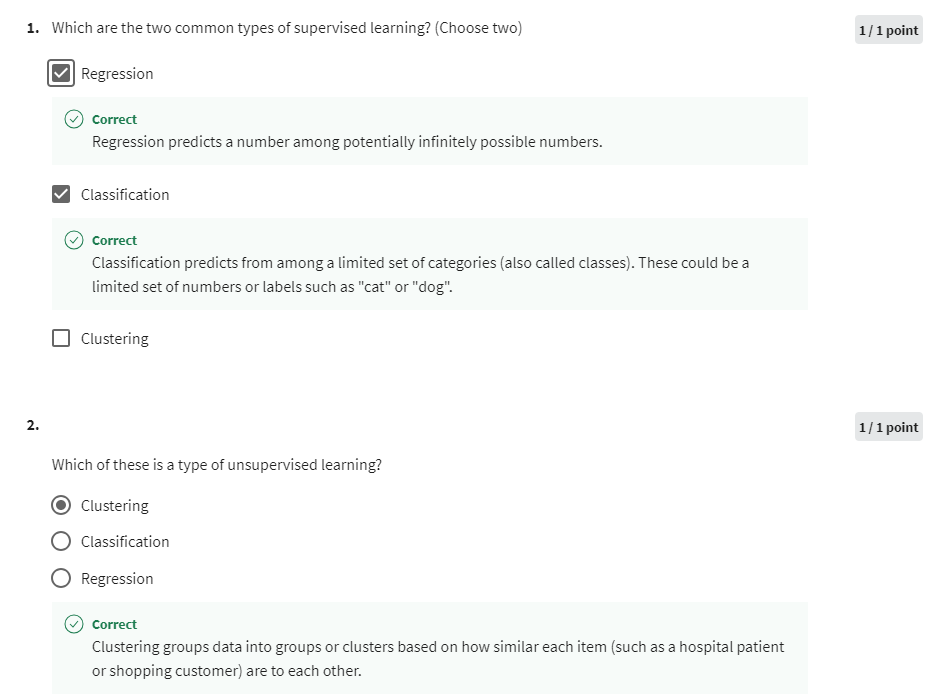 1. Which are the two common types of supervised learning? (Choose two)
1 / 1 point
Regression
Correct
Regression predicts a number among potentially infinitely possible numbers.
Classification
Correct
Classification predicts from among a limited set of categories (also called classes). These could be a
limited set of numbers or labels such as "cat" or "dog".
Clustering
2.
1 / 1 point
Which of these is a type of unsupervised learning?
Clustering
Classification
Regression
Correct
Clustering groups data into groups or clusters based on how similar each item (such as a hospital patient
or shopping customer) are to each other.